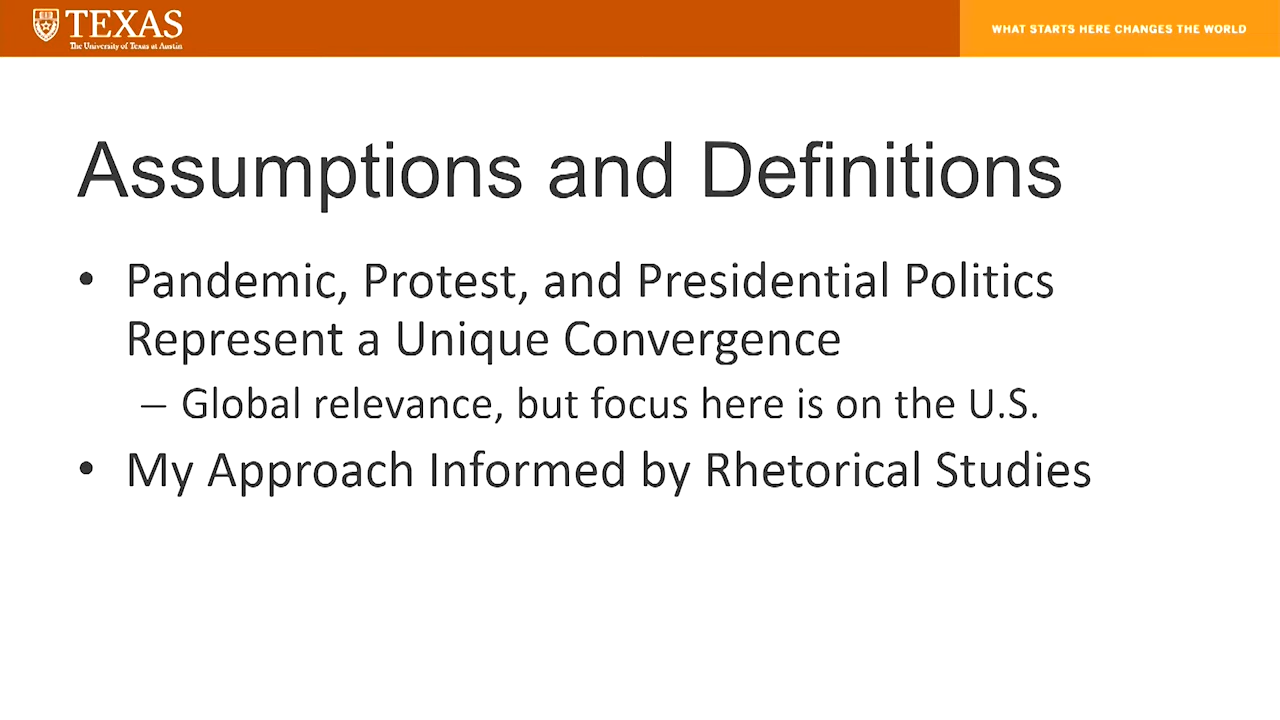 TEXAS
The University of Texas at Austin
WHAT STARTS HERE CHANGES THE WORLD
Assumptions and Definitions
• Pandemic, Protest, and Presidential Politics
Represent a Unique Convergence
– Global relevance, but focus here is on the U.S.
• My Approach Informed by Rhetorical Studies